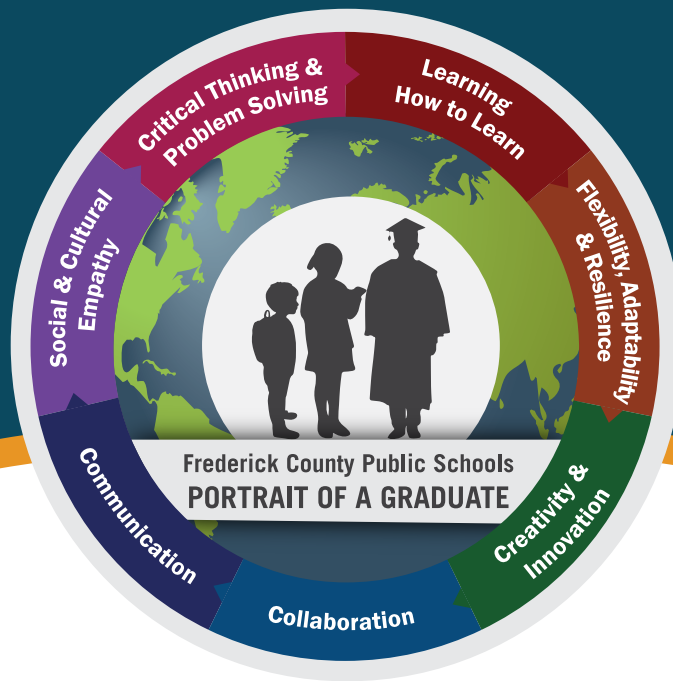 Critical Thinking &
Problem Solving
Learning
How to Learn
Flexibility, Adaptability
& Resilience
Creativity &
Innovation
Collaboration
Communication
Social & Cultural
Empathy
Frederick County Public Schools
PORTRAIT OF A GRADUATE